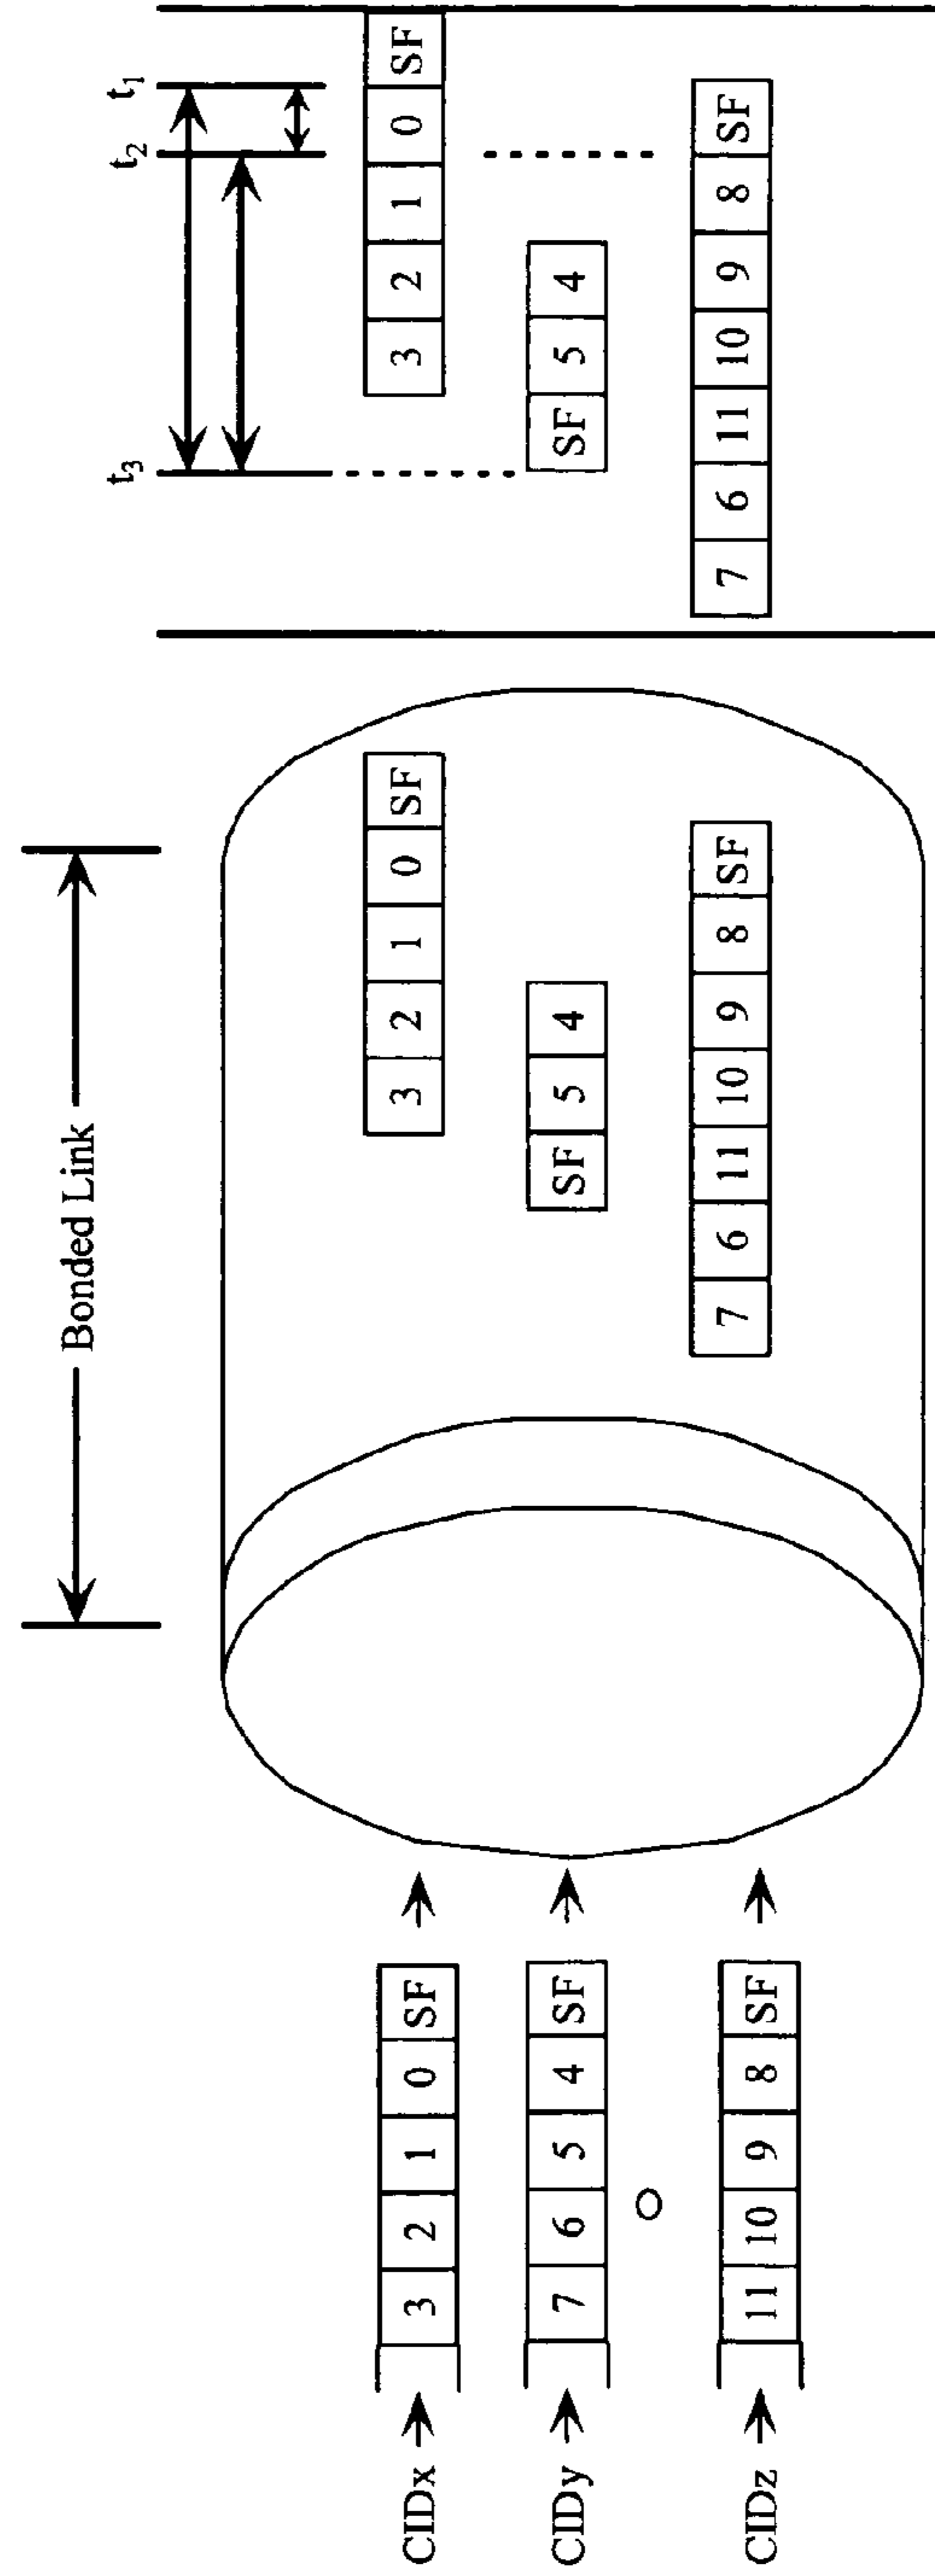 Bonded Link
t3 t2 t1
CIDx
3 2 1 0 SF
3 2 1 0 SF
3 2 1 0 SF
CIDy
7 6 5 4 SF
SF 5 4
SF 5 4
CIDz
11 10 9 8 SF
7 6 11 10 9 8 SF
7 6 11 10 9 8 SF